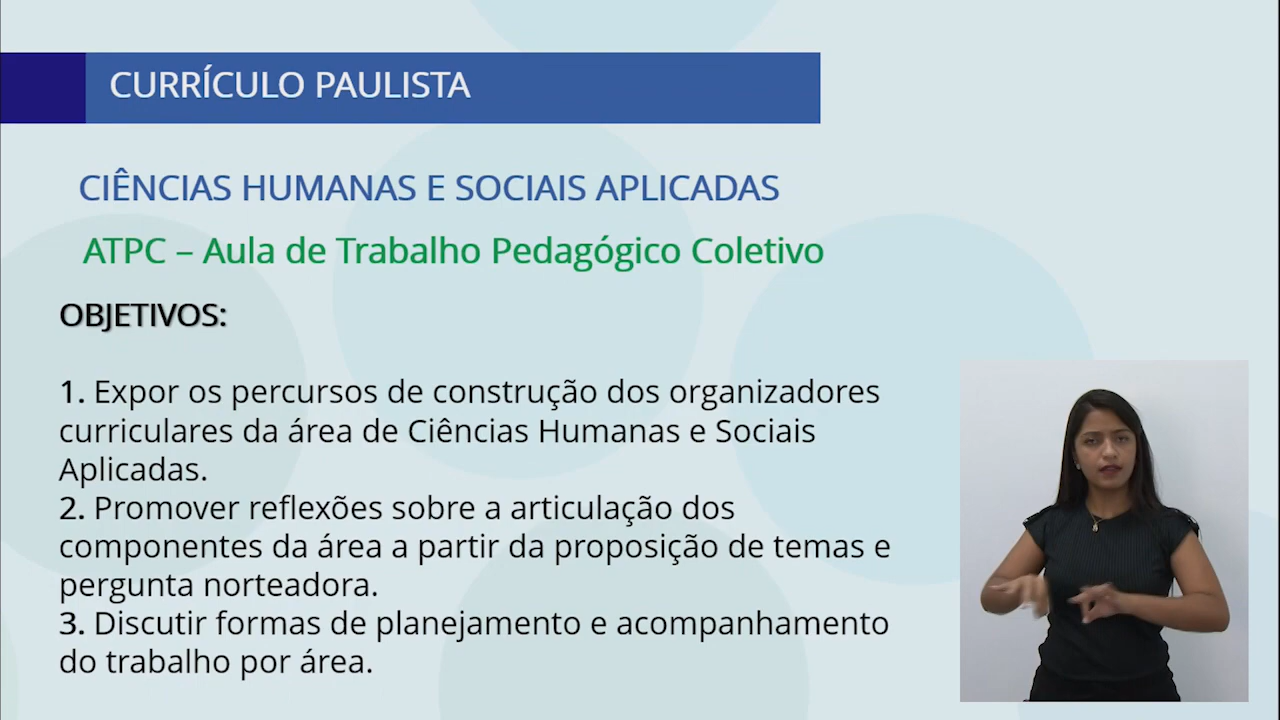 CURRÍCULO PAULISTA
CIÊNCIAS HUMANAS E SOCIAIS APLICADAS
ATPC – Aula de Trabalho Pedagógico Coletivo
OBJETIVOS:
1. Expor os percursos de construção dos organizadores
curriculares da área de Ciências Humanas e Sociais
Aplicadas.
2. Promover reflexões sobre a articulação dos
componentes da área a partir da proposição de temas e
pergunta norteadora.
3. Discutir formas de planejamento e acompanhamento
do trabalho por área.